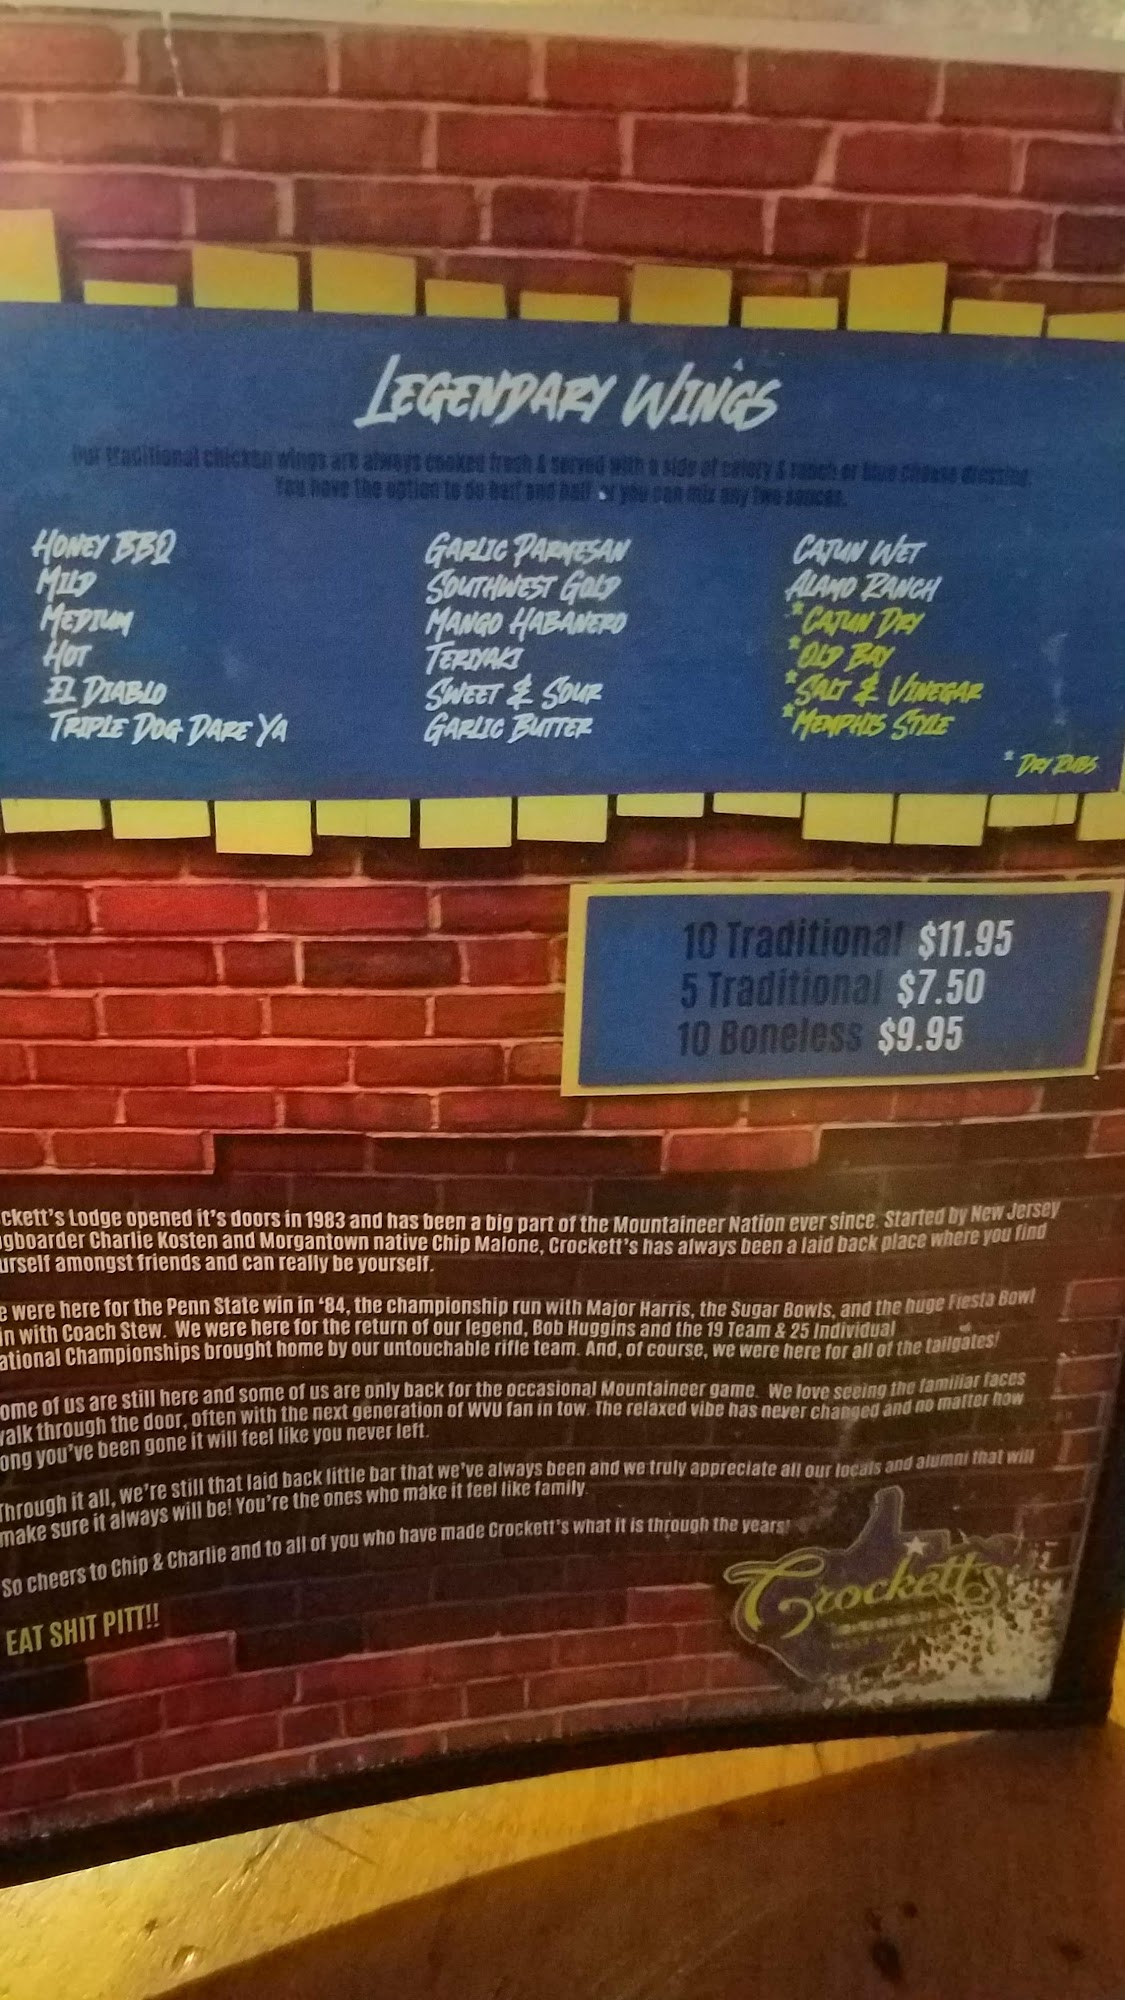 LEGENDARY WINGS
Our traditional chicken wings are always cooked fresh & served with a side of celery & ranch or blue cheese dressing.
You have the option to do half and half or you can mix any two sauces.
HONEY BBQ
MILD
MEDIUM
HOT
EL DIABLO
TRIPLE DOG DARE YA
GARLIC PARMESAN
SOUTHWEST GOLD
MANGO HABANERO
TERIYAKI
SWEET & SOUR
GARLIC BUTTER
CAJUN WET
ALAMO RANCH
*CAJUN DRY
*OLD BAY
*SALT & VINEGAR
*MEMPHIS STYLE
* DRY RUBS
10 Traditional $11.95
5 Traditional $7.50
10 Boneless $9.95
ckett's Lodge opened it's doors in 1983 and has been a big part of the Mountaineer Nation ever since. Started by New Jersey
gboarder Charlie Kosten and Morgantown native Chip Malone, Crockett's has always been a laid back place where you find
urself amongst friends and can really be yourself.
e were here for the Penn State win in '84, the championship run with Major Harris, the Sugar Bowls, and the huge Fiesta Bowl
in with Coach Stew. We were here for the return of our legend, Bob Huggins and the 19 Team & 25 Individual
ational Championships brought home by our untouchable rifle team. And, of course, we were here for all of the tailgates!
ome of us are still here and some of us are only back for the occasional Mountaineer game. We love seeing the familiar faces
walk through the door, often with the next generation of WVU fan in tow. The relaxed vibe has never changed and no matter how
ong you've been gone it will feel like you never left.
Through it all, we're still that laid back little bar that we've always been and we truly appreciate all our locals and alumni that will
make sure it always will be! You're the ones who make it feel like family.
So cheers to Chip & Charlie and to all of you who have made Crockett's what it is through the years!
EAT SHIT PITT!!
Crockett's